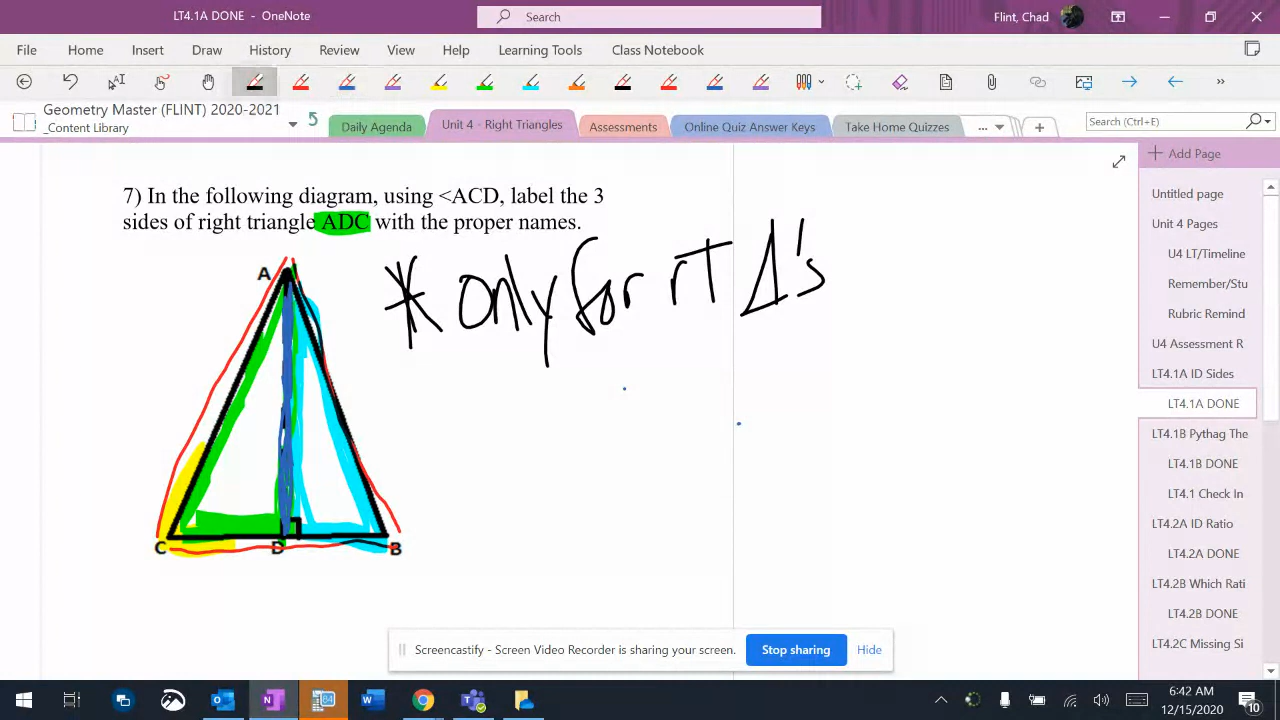 LT4.1A DONE - OneNote
Search
Flint, Chad
File Home Insert Draw History Review View Help Learning Tools Class Notebook
Geometry Master (FLINT) 2020-2021
_Content Library
Daily Agenda
Unit 4 - Right Triangles
Assessments
Online Quiz Answer Keys
Take Home Quizzes
...
Search (Ctrl+E)
Add Page
Untitled page
Unit 4 Pages
U4 LT/Timeline
Remember/Stu
Rubric Remind
U4 Assessment R
LT4.1A ID Sides
LT4.1A DONE
LT4.1B Pythag The
LT4.1B DONE
LT4.1 Check In
LT4.2A ID Ratio
LT4.2A DONE
LT4.2B Which Rati
LT4.2B DONE
LT4.2C Missing Si
7) In the following diagram, using <ACD, label the 3
sides of right triangle ADC with the proper names.
* only for rT Δ's
A
C D B
Screencastify - Screen Video Recorder is sharing your screen.
Stop sharing
Hide
6:42 AM
12/15/2020
10